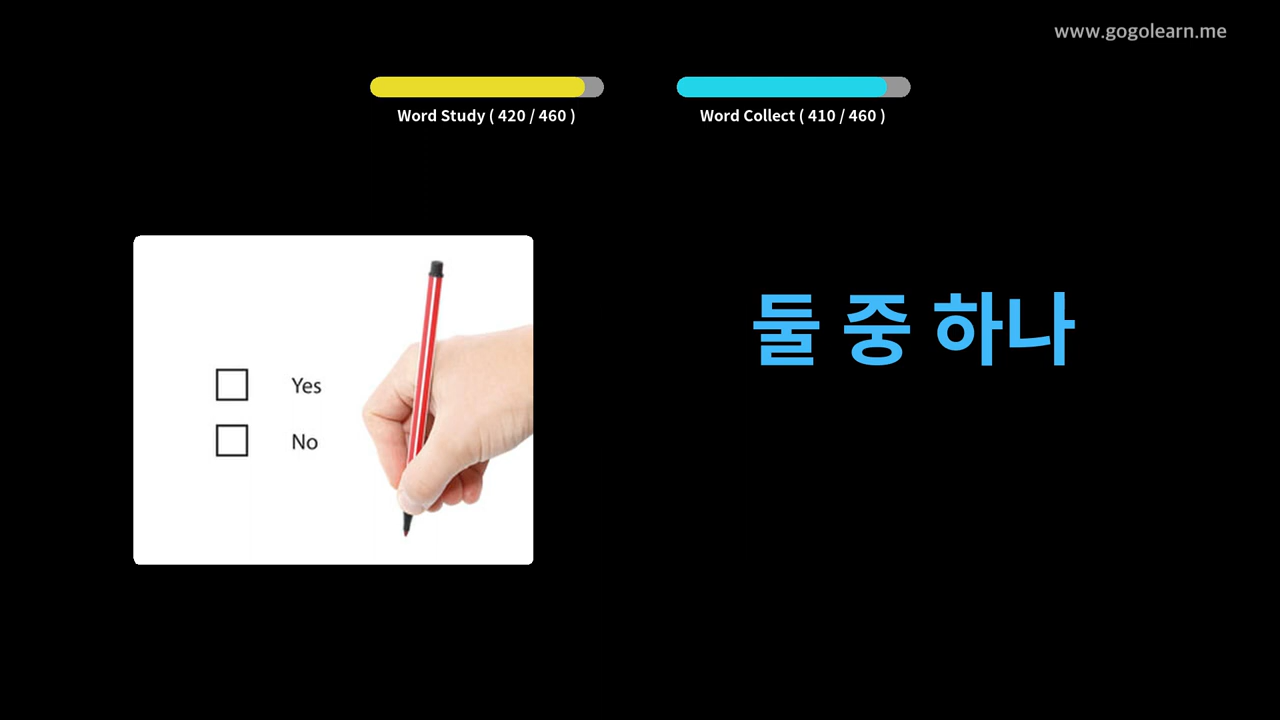 www.gogolearn.me
Word Study ( 420 / 460 )
Word Collect ( 410 / 460 )
둘 중 하나
Yes
No